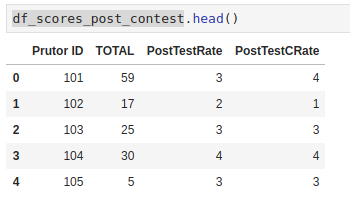 df_scores_post_contest.head()
Prutor ID TOTAL PostTestRate PostTestCRate
0 101 59 3 4
1 102 17 2 1
2 103 25 3 3
3 104 30 4 4
4 105 5 3 3